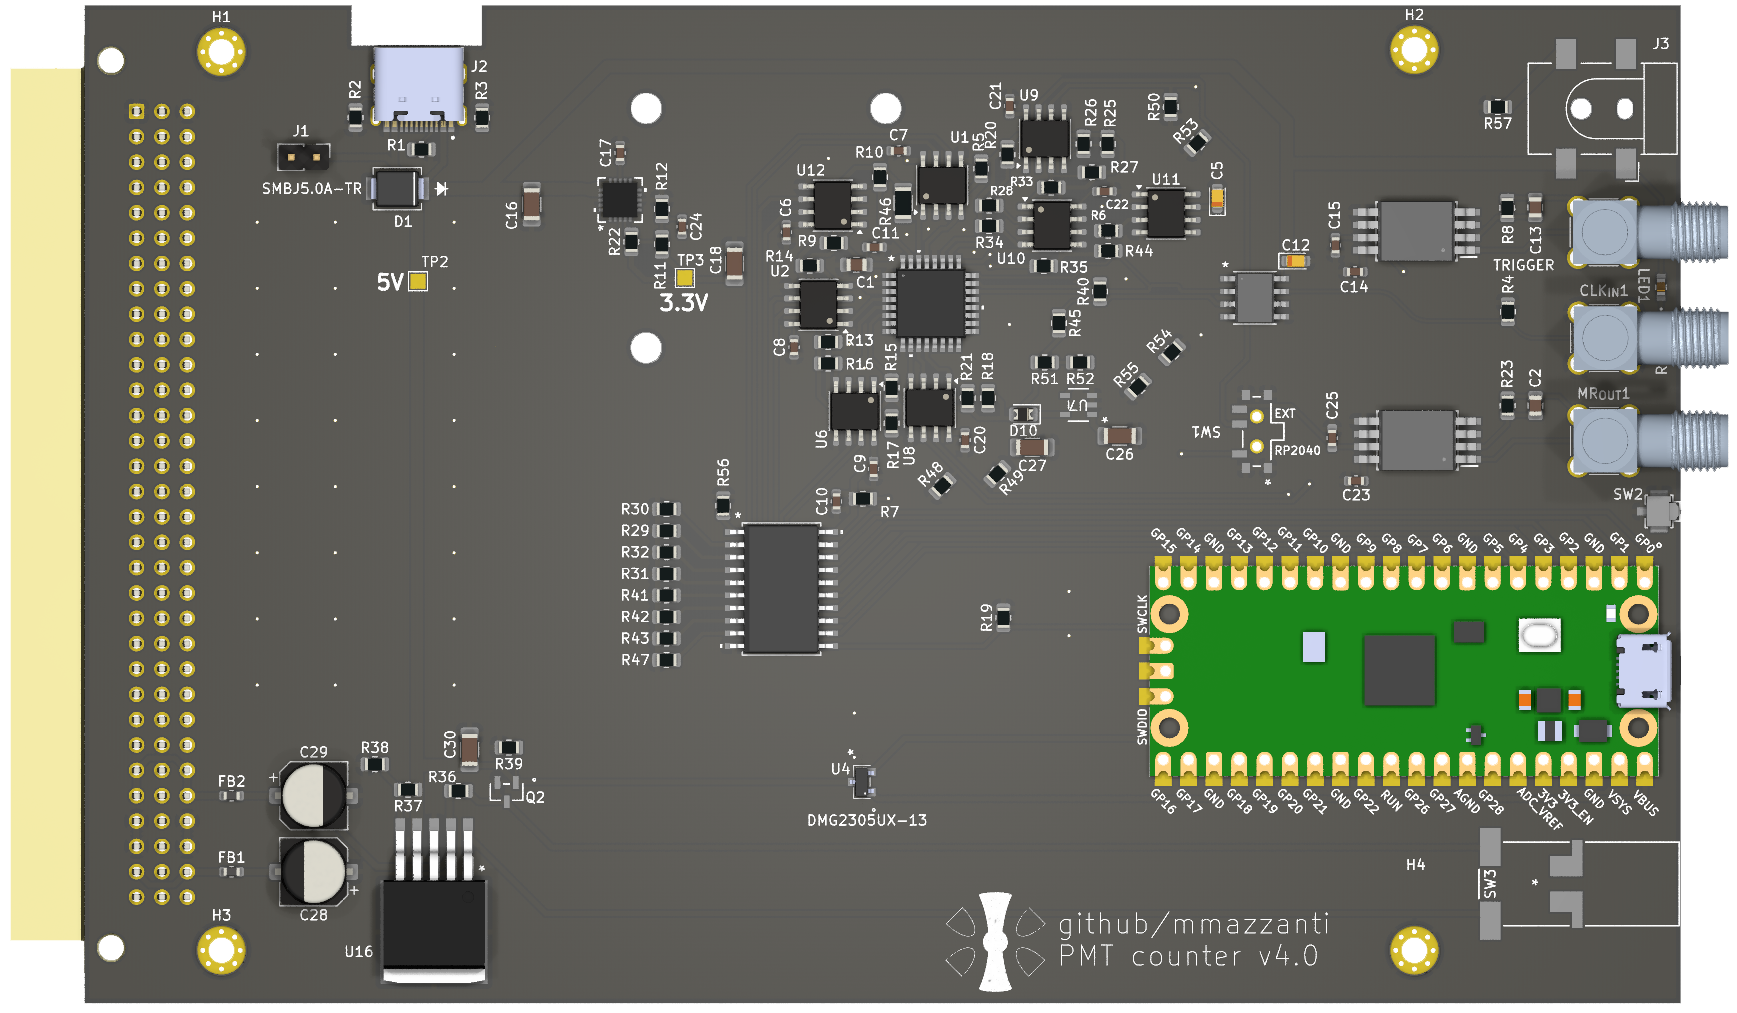 H1
H2
J3
J2
R2
R3
J1
R1
SMBJ5.0A-TR
D1
C16
C17
R12
C24
R22
R11
TP3
3.3V
C18
TP2
5V
C21
U9
R26
R25
R50
R53
R57
C7
U1
R5
R20
R10
U12
R46
R27
R33
R28
C22
U11
C5
C6
R9
C11
R34
R6
R44
U10
R14
U2
C1
R35
R40
R45
C12
C15
C14
R8
C13
TRIGGER
R4
LED1
CLKIN1
C8
R13
R16
R15
R21
R18
R51
R52
R54
R55
U7
D10
R23
C2
MROUT1
R
U6
R17
U8
C20
C27
C26
SW1
EXT
RP2040
C25
C23
SW2
C9
R48
R49
C10
R7
R56
R30
R29
R32
R31
R41
R42
R43
R47
R19
GP15
GP14
GND
GP13
GP12
GP11
GP10
GND
GP9
GP8
GP7
GP6
GND
GP5
GP4
GP3
GP2
GND
GP1
GP0
SWCLK
SWDIO
GP16
GP17
GND
GP18
GP19
GP20
GP21
GND
GP22
RUN
GP26
GP27
AGND
GP28
ADC_VREF
3V3
3V3_EN
GND
VSYS
VBUS
C29
R38
C30
R39
FB2
R37
R36
Q2
U4
DMG2305UX-13
FB1
C28
H3
U16
H4
SW3
github/mmazzanti
PMT counter v4.0